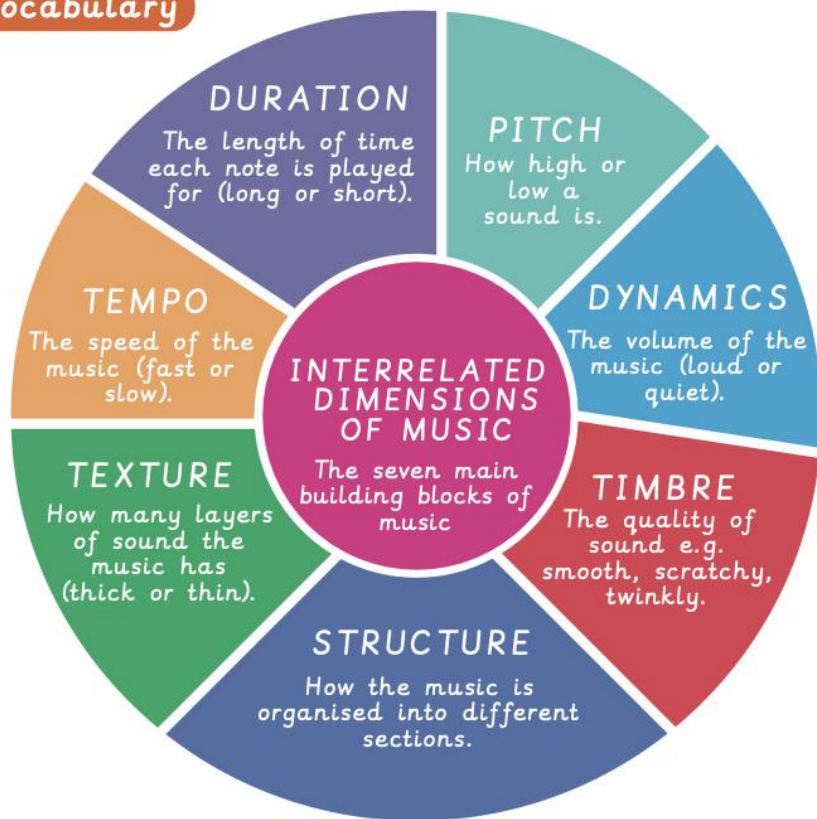 ocabulary
DURATION
The length of time
each note is played
for (long or short).
PITCH
How high or
low a
sound is.
DYNAMICS
The volume of the
music (loud or
quiet).
TIMBRE
The quality of
sound e.g.
smooth, scratchy,
twinkly.
STRUCTURE
How the music is
organised into different
sections.
TEXTURE
How many layers
of sound the
music has
(thick or thin).
TEMPO
The speed of the
music (fast or
slow).
INTERRELATED
DIMENSIONS
OF MUSIC
The seven main
building blocks of
music